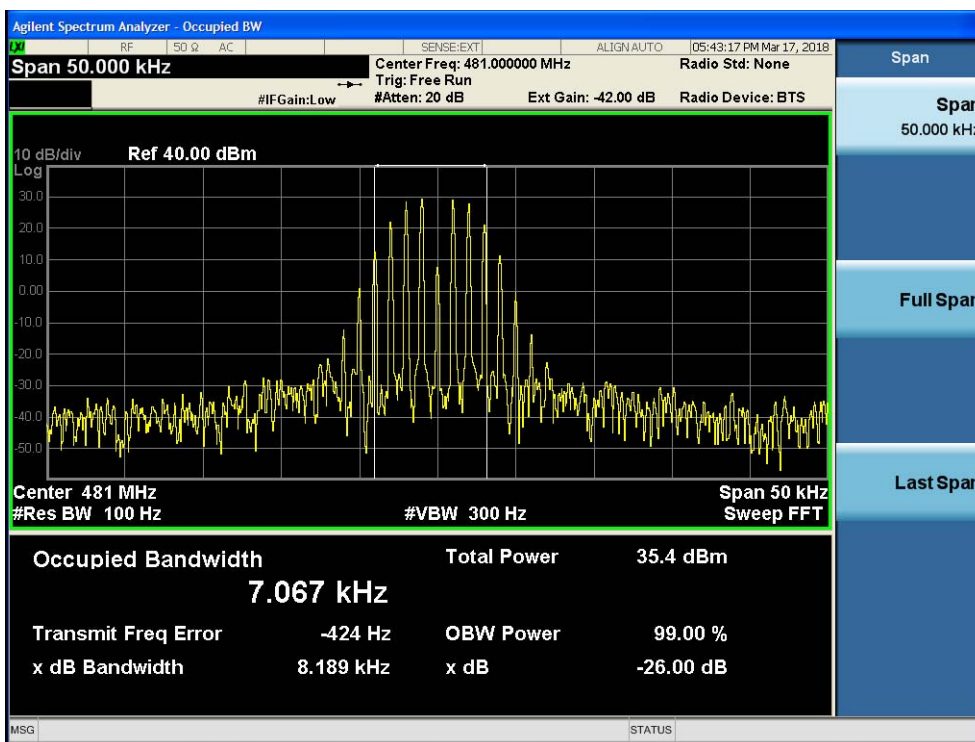 Agilent Spectrum Analyzer - Occupied BW
LXI RF 50 Ω AC SENSE:EXT ALIGN AUTO 05:43:17 PM Mar 17, 2018
Span 50.000 kHz Center Freq: 481.000000 MHz Radio Std: None
Trig: Free Run
#IFGain:Low #Atten: 20 dB Ext Gain: -42.00 dB Radio Device: BTS
10 dB/div Ref 40.00 dBm
Log
30.0
20.0
10.0
0.00
-10.0
-20.0
-30.0
-40.0
-50.0
Center 481 MHz Span 50 kHz
#Res BW 100 Hz #VBW 300 Hz Sweep FFT
Occupied Bandwidth Total Power 35.4 dBm
7.067 kHz
Transmit Freq Error -424 Hz OBW Power 99.00 %
x dB Bandwidth 8.189 kHz x dB -26.00 dB
MSG STATUS
Span
Span
50.000 kHz
Full Span
Last Span